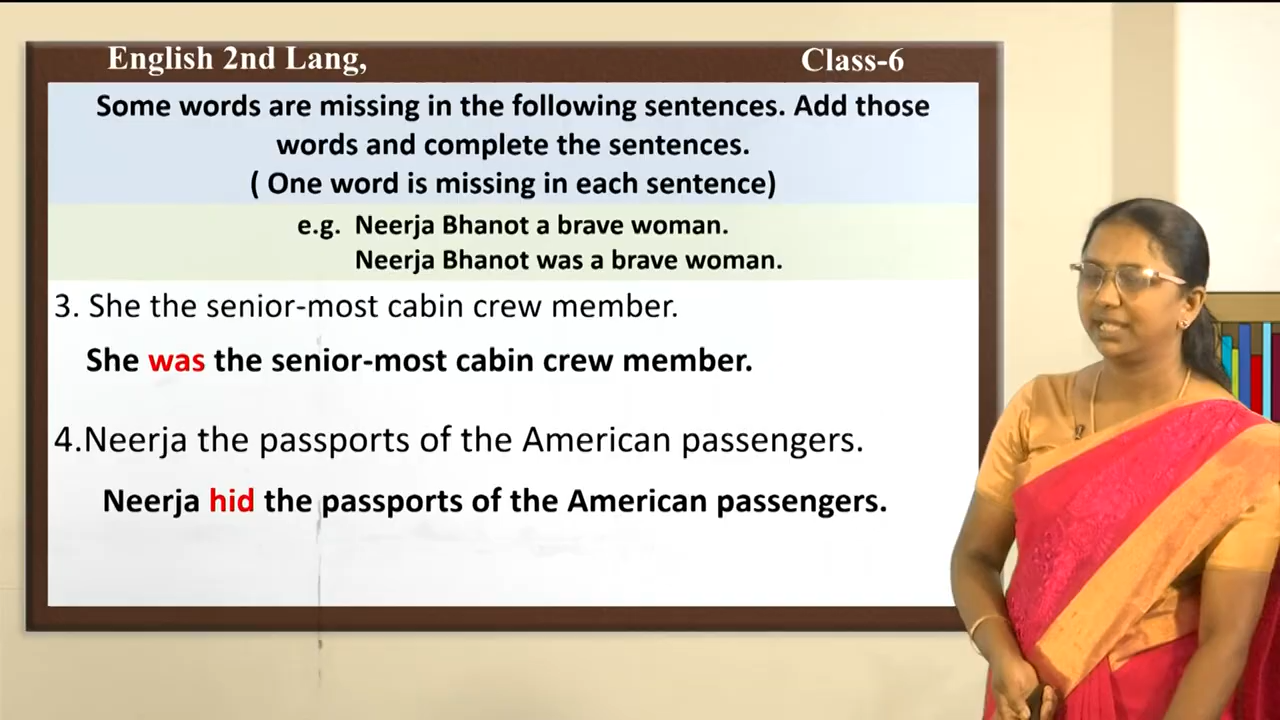 English 2nd Lang, Class-6
Some words are missing in the following sentences. Add those
words and complete the sentences.
( One word is missing in each sentence)
e.g. Neerja Bhanot a brave woman.
Neerja Bhanot was a brave woman.
3. She the senior-most cabin crew member.
She was the senior-most cabin crew member.
4.Neerja the passports of the American passengers.
Neerja hid the passports of the American passengers.